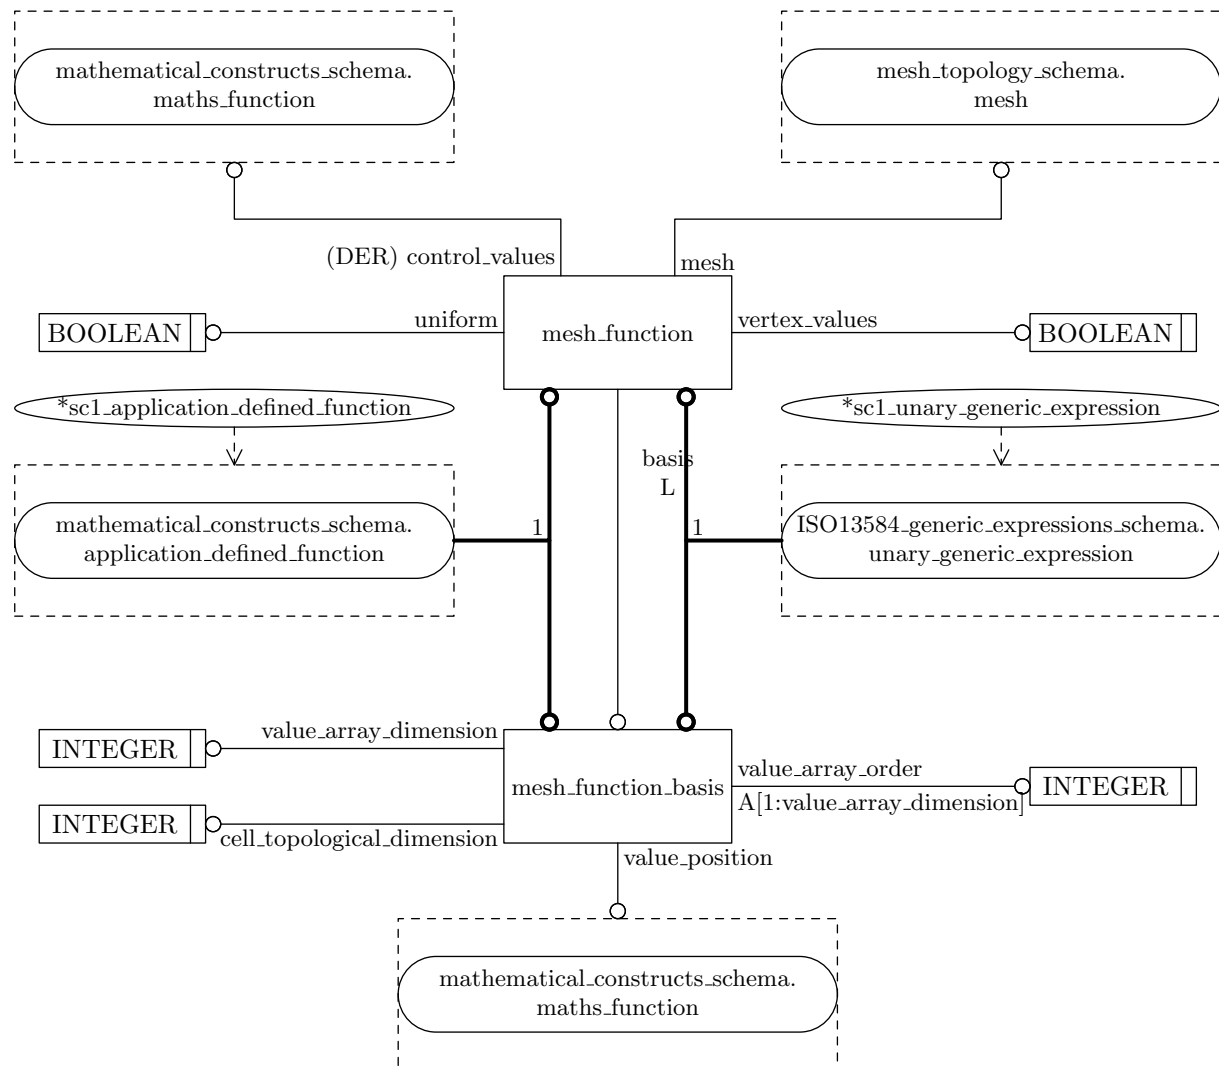 mathematical_constructs_schema.
maths_function
mesh_topology_schema.
mesh
(DER) control_values
mesh
BOOLEAN
uniform
mesh_function
vertex_values
BOOLEAN
*sc1_application_defined_function
*sc1_unary_generic_expression
basis
L
mathematical_constructs_schema.
application_defined_function
1
1
ISO13584_generic_expressions_schema.
unary_generic_expression
INTEGER
value_array_dimension
mesh_function_basis
value_array_order
A[1:value_array_dimension]
INTEGER
INTEGER
cell_topological_dimension
value_position
mathematical_constructs_schema.
maths_function